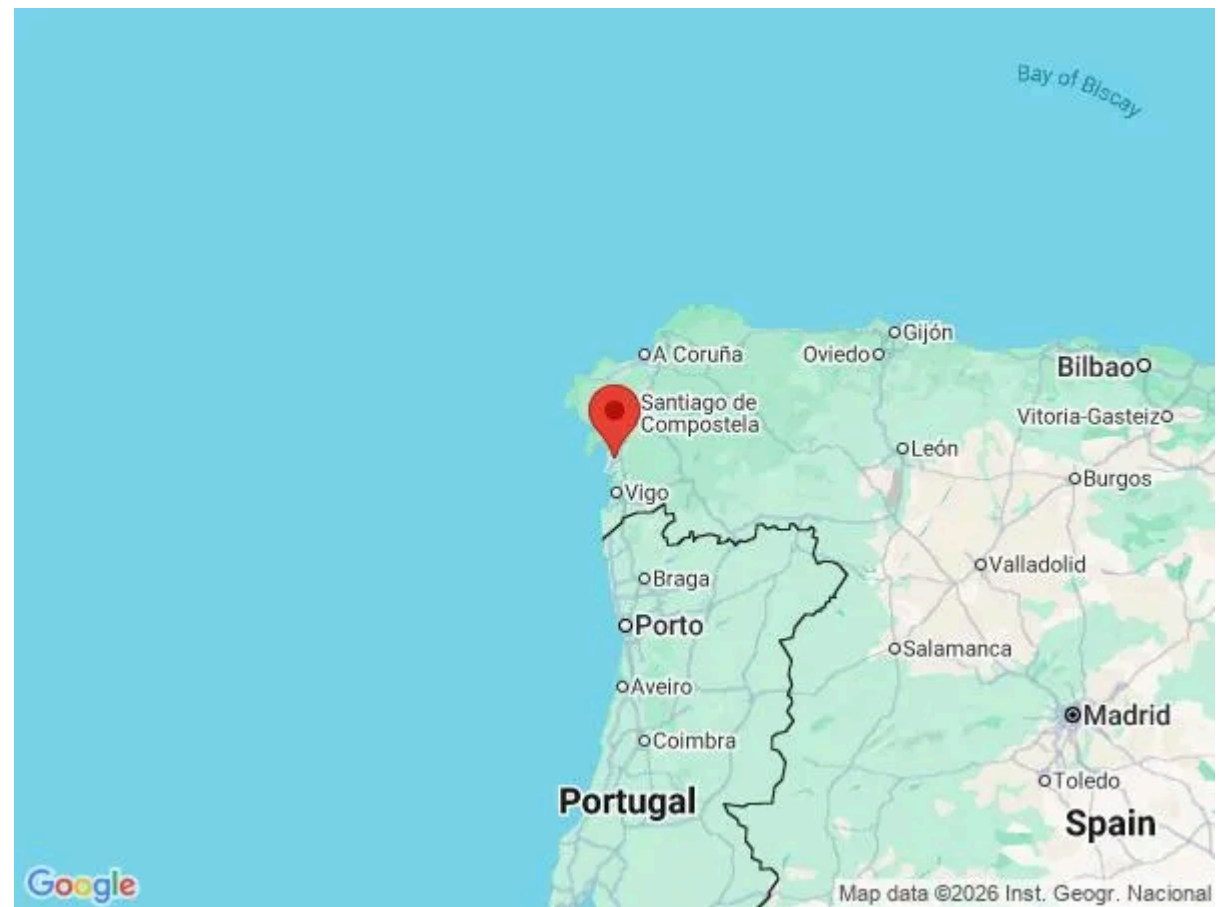 Bay of Biscay
Gijón
A Coruña
Oviedo
Bilbao
Santiago de
Compostela
Vitoria-Gasteiz
León
Burgos
Vigo
Valladolid
Braga
Porto
Salamanca
Aveiro
Madrid
Coimbra
Toledo
Portugal
Spain
Google
Map data ©2026 Inst. Geogr. Nacional